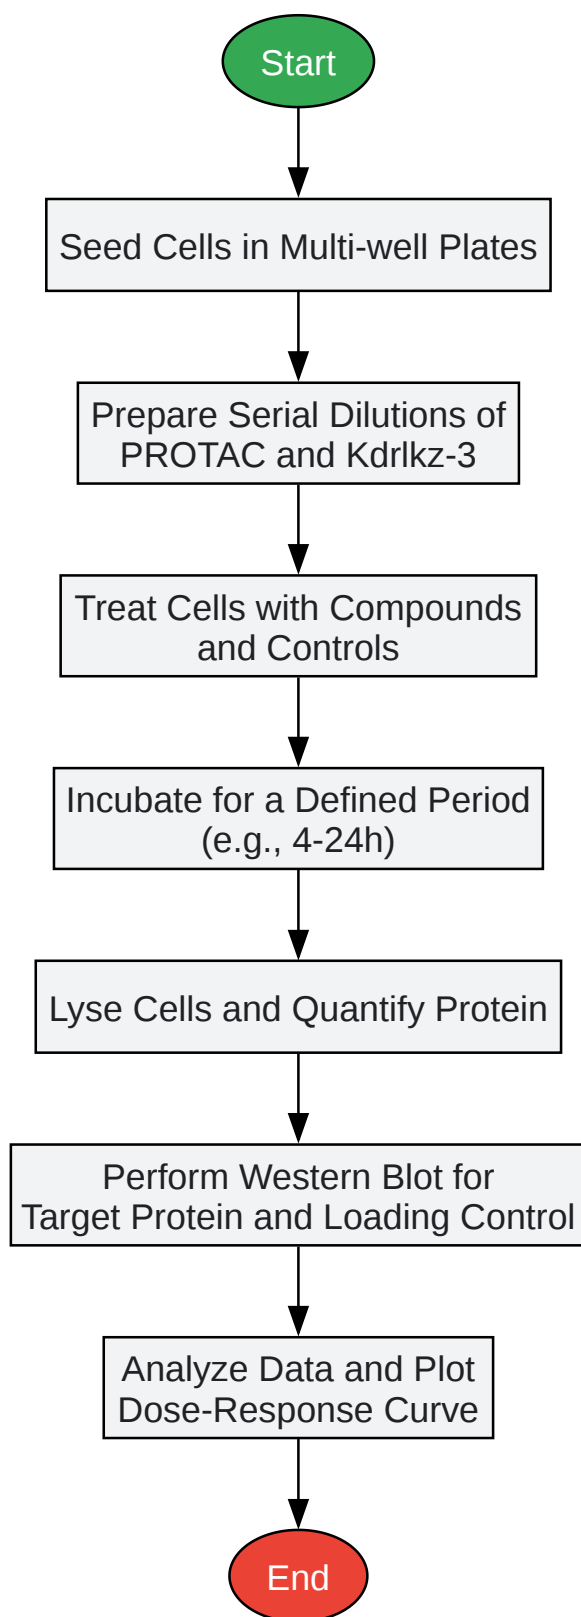 Start
Seed Cells in Multi-well Plates
Prepare Serial Dilutions of
PROTAC and Kdrlkz-3
Treat Cells with Compounds
and Controls
Incubate for a Defined Period
(e.g., 4-24h)
Lyse Cells and Quantify Protein
Perform Western Blot for
Target Protein and Loading Control
Analyze Data and Plot
Dose-Response Curve
End